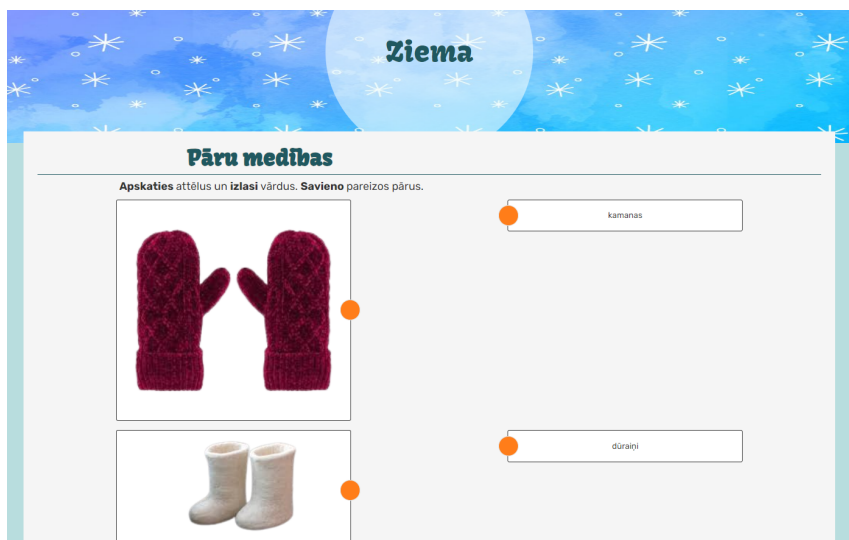 Ziema
Pāru medības
Apskaties attēlus un izlasi vārdus. Savieno pareizos pārus.
kamanas
dūraiņi